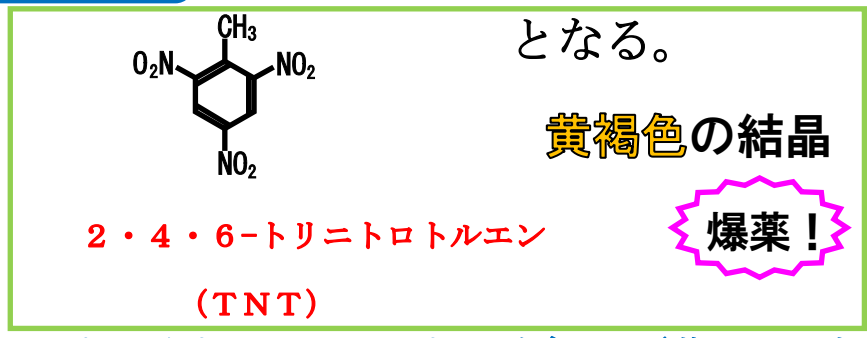 CH₃
O₂N
NO₂
NO₂
となる。
黄褐色の結晶
爆薬！
２・４・６−トリニトロトルエン
（ＴＮＴ）